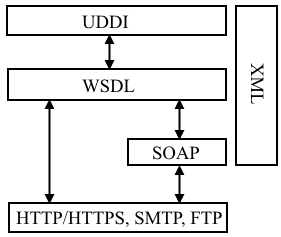 UDDI
WSDL
XML
SOAP
HTTP/HTTPS, SMTP, FTP